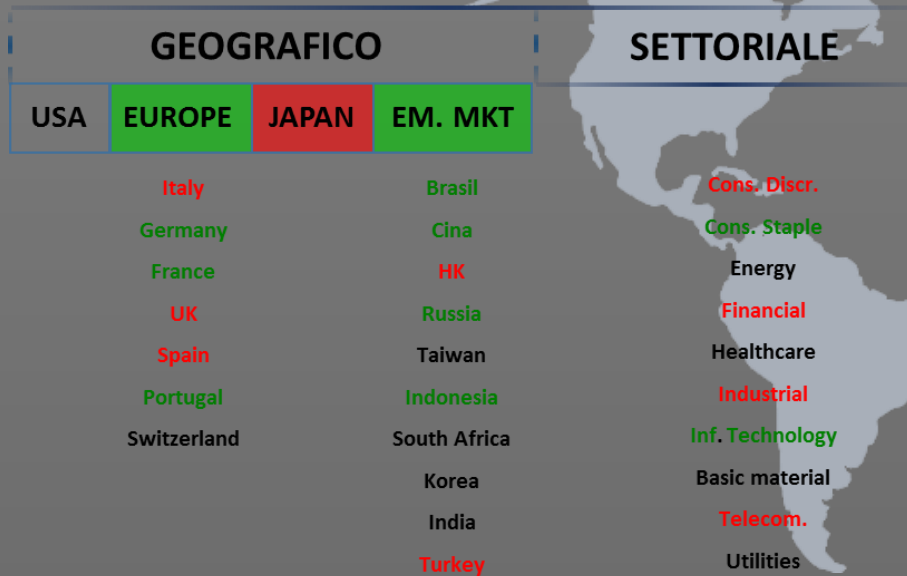 GEOGRAFICO SETTORIALE
USA EUROPE JAPAN EM. MKT
Italy Brasil Cons. Discr.
Germany Cina Cons. Staple
France HK Energy
UK Russia Financial
Spain Taiwan Healthcare
Portugal Indonesia Industrial
Switzerland South Africa Inf. Technology
Korea Basic material
India Telecom.
Turkey Utilities